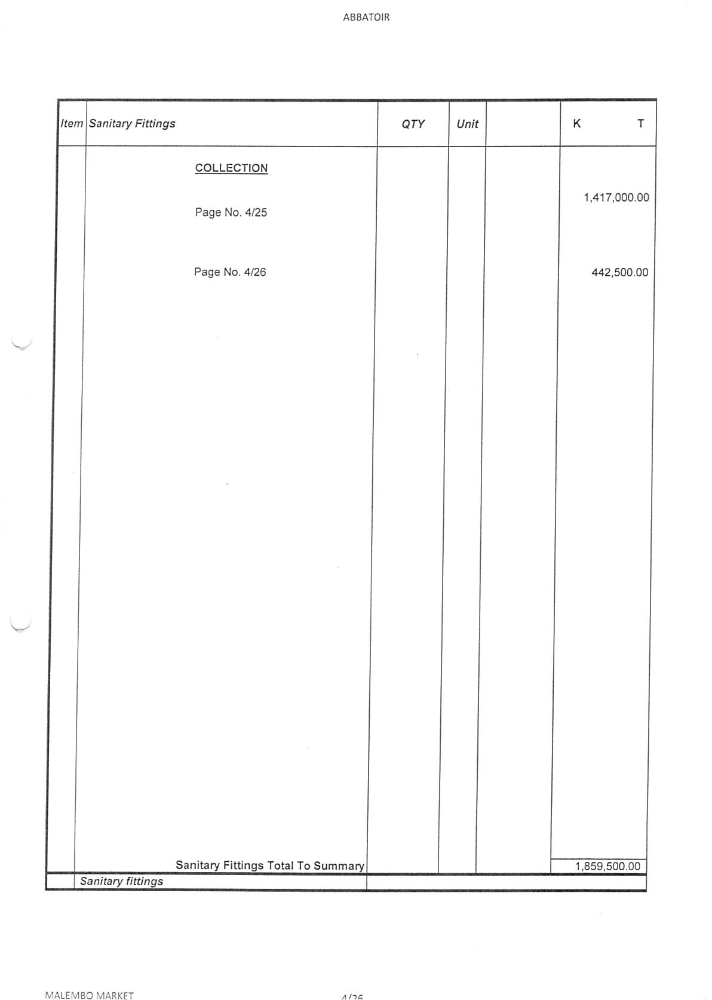 ABBATOIR
Item Sanitary Fittings QTY Unit K T
COLLECTION
1,417,000.00
Page No. 4/25
Page No. 4/26 442,500.00
Sanitary Fittings Total To Summary 1,859,500.00
Sanitary fittings
MALEMBO MARKET 4/26